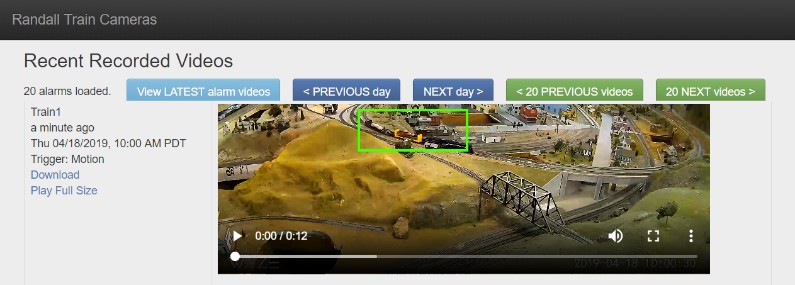 Randall Train Cameras
Recent Recorded Videos
20 alarms loaded. View LATEST alarm videos < PREVIOUS day NEXT day > < 20 PREVIOUS videos 20 NEXT videos >
Train1
a minute ago
Thu 04/18/2019, 10:00 AM PDT
Trigger: Motion
Download
Play Full Size
0:00 / 0:12
2019-04-18 10:00:30